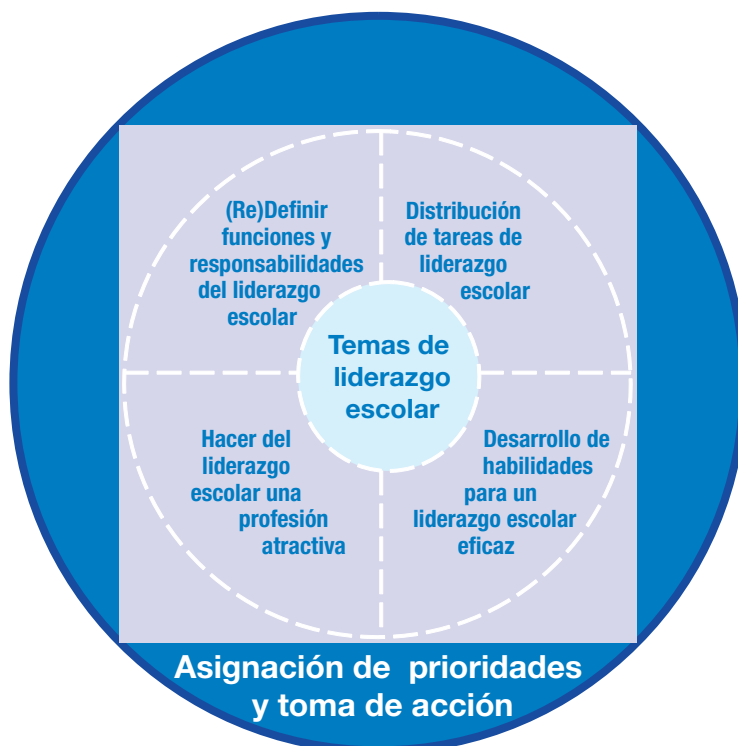 (Re)Definir
funciones y
responsabilidades
del liderazgo
escolar
Distribución
de tareas de
liderazgo
escolar
Temas de
liderazgo
escolar
Hacer del
liderazgo
escolar una
profesión
atractiva
Desarrollo de
habilidades
para un
liderazgo escolar
eficaz
Asignación de prioridades
y toma de acción